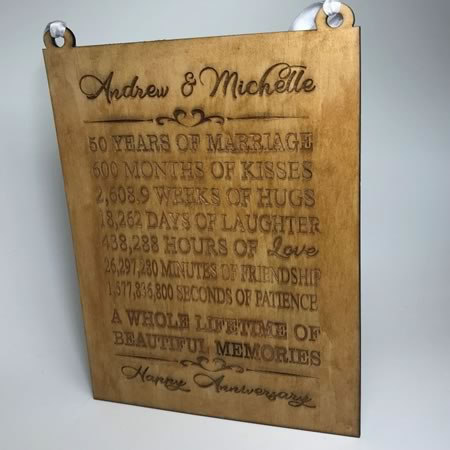 Andrew & Michelle
50 YEARS OF MARRIAGE
600 MONTHS OF KISSES
2,608.9 WEEKS OF HUGS
18,262 DAYS OF LAUGHTER
438,288 HOURS OF Love
26,297,280 MINUTES OF FRIENDSHIP
1,577,836,800 SECONDS OF PATIENCE
A WHOLE LIFETIME OF
BEAUTIFUL MEMORIES
Happy Anniversary